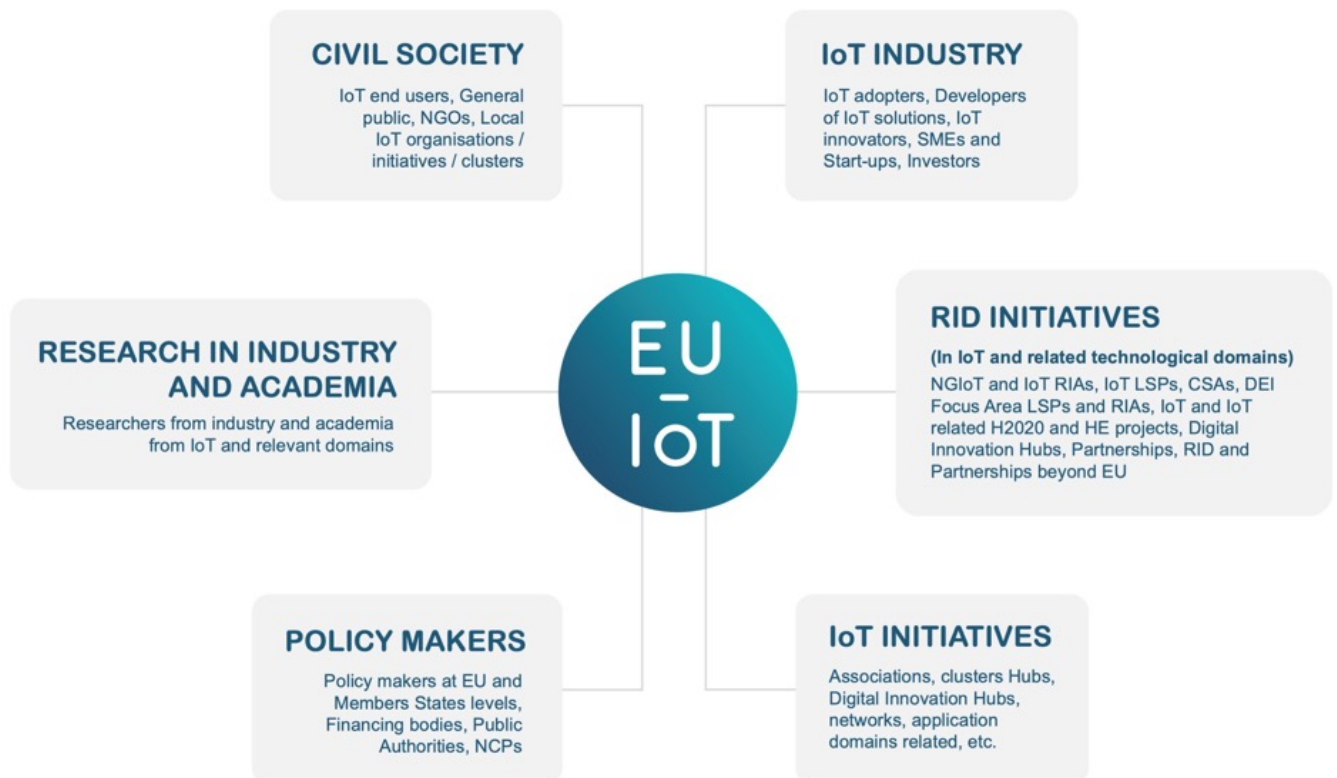 CIVIL SOCIETY
IoT end users, General
public, NGOs, Local
IoT organisations /
initiatives / clusters
IoT INDUSTRY
IoT adopters, Developers
of IoT solutions, IoT
innovators, SMEs and
Start-ups, Investors
RESEARCH IN INDUSTRY
AND ACADEMIA
Researchers from industry and academia
from IoT and relevant domains
EU
-
IoT
RID INITIATIVES
(In IoT and related technological domains)
NGIoT and IoT RIAs, IoT LSPs, CSAs, DEI
Focus Area LSPs and RIAs, IoT and IoT
related H2020 and HE projects, Digital
Innovation Hubs, Partnerships, RID and
Partnerships beyond EU
POLICY MAKERS
Policy makers at EU and
Members States levels,
Financing bodies, Public
Authorities, NCPs
IoT INITIATIVES
Associations, clusters Hubs,
Digital Innovation Hubs,
networks, application
domains related, etc.